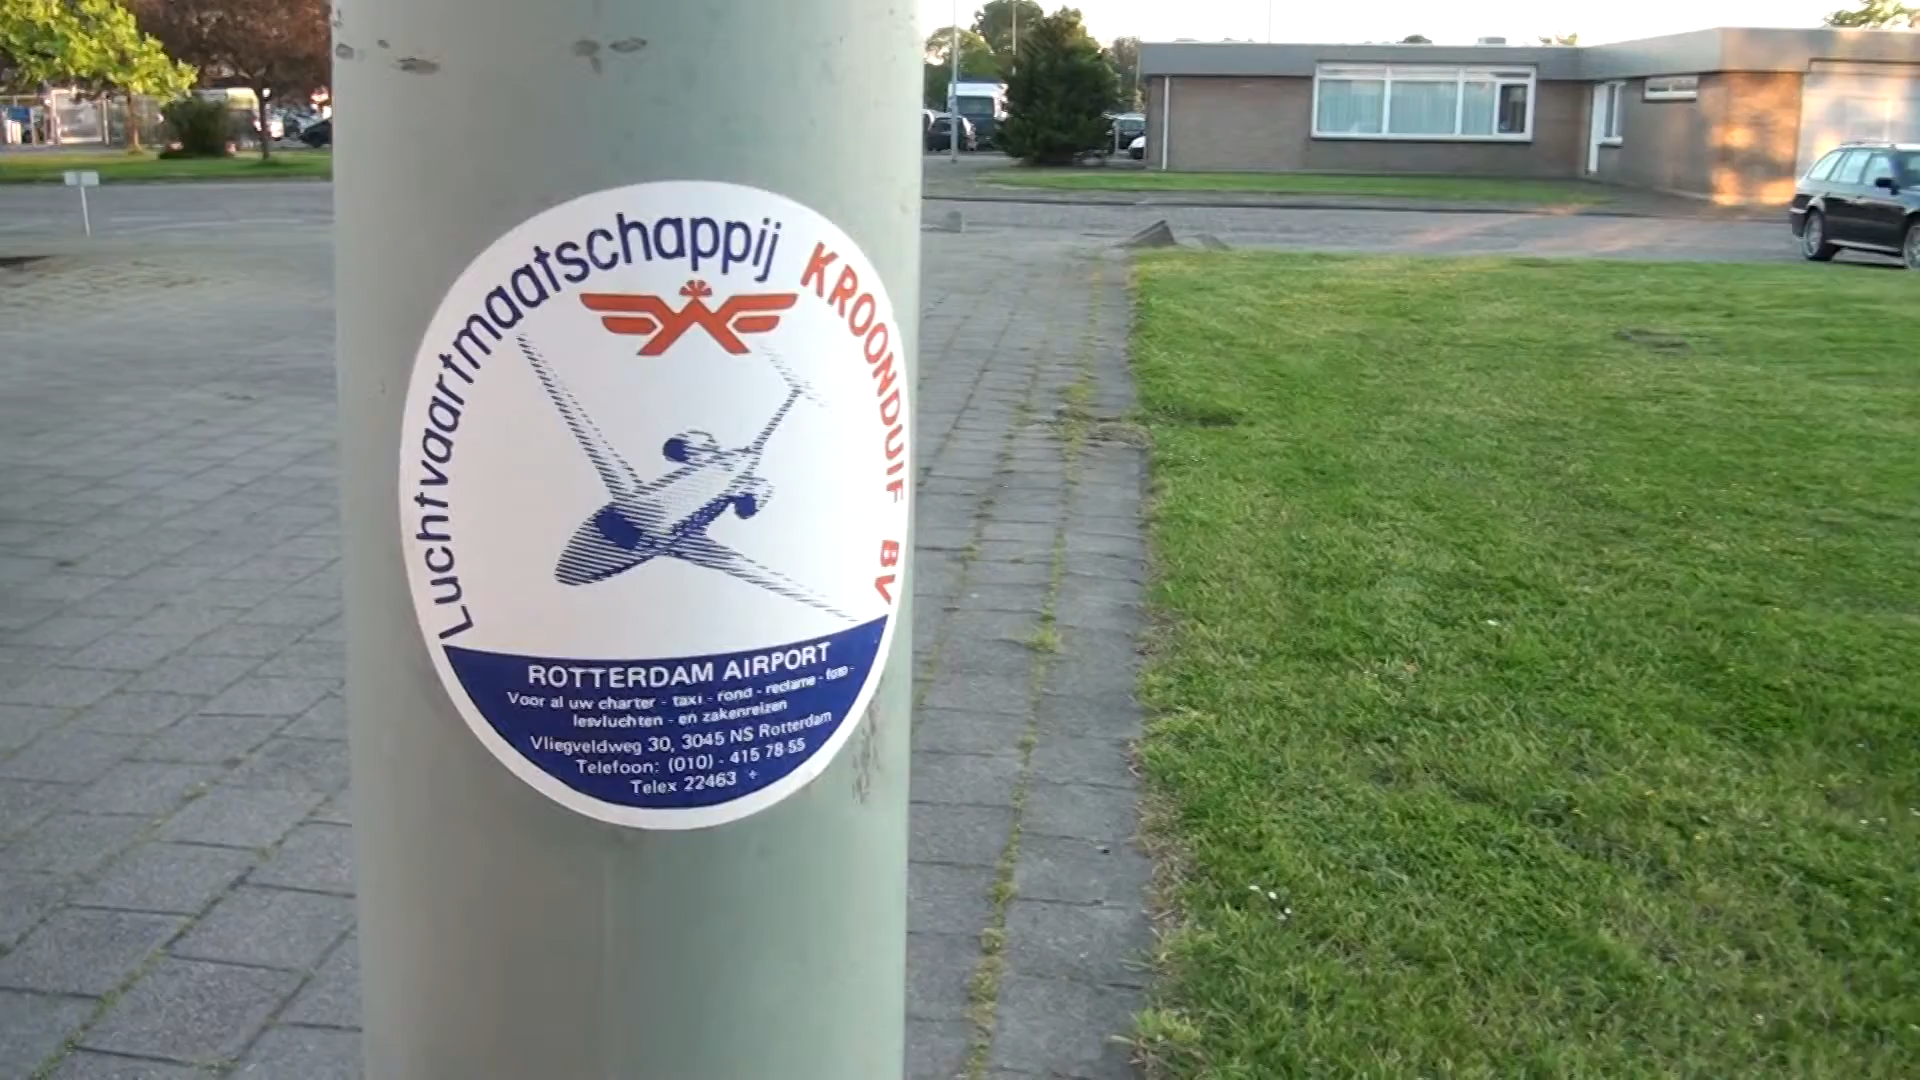 Luchtvaartmaatschappij KROONDUIF BV
ROTTERDAM AIRPORT
Voor al uw charter - taxi - rond - reclame - foto -
lesvluchten - en zakenreizen
Vliegveldweg 30, 3045 NS Rotterdam
Telefoon: (010) - 415 78 55
Telex 22463